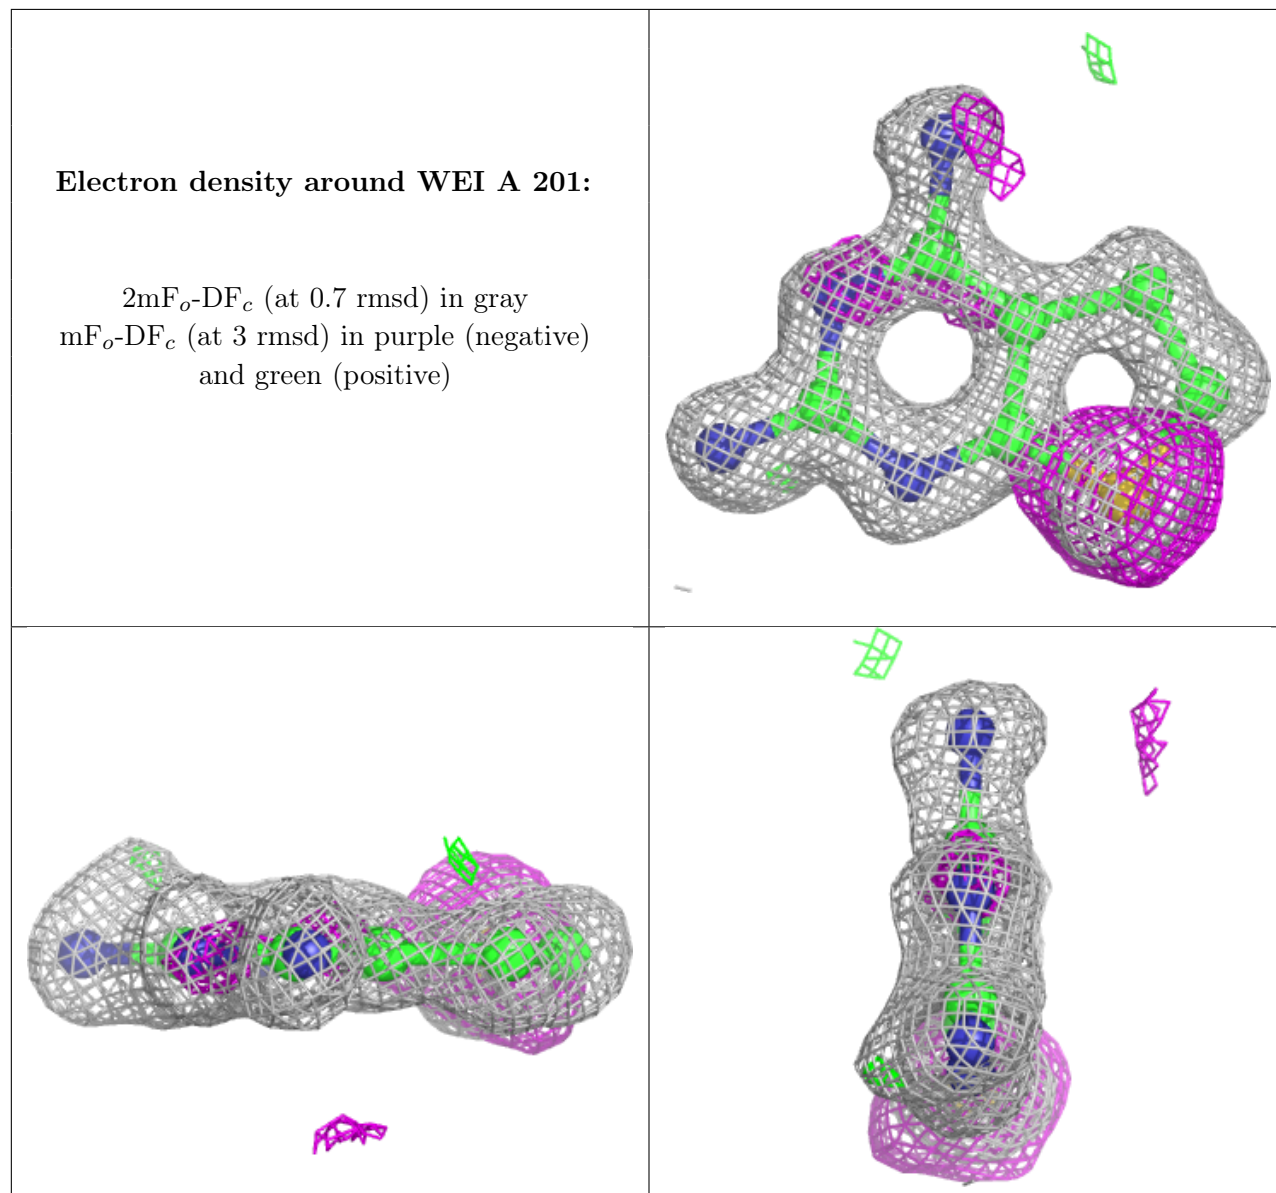 Electron density around WEI A 201:
2mFo-DFc (at 0.7 rmsd) in gray
mFo-DFc (at 3 rmsd) in purple (negative)
and green (positive)